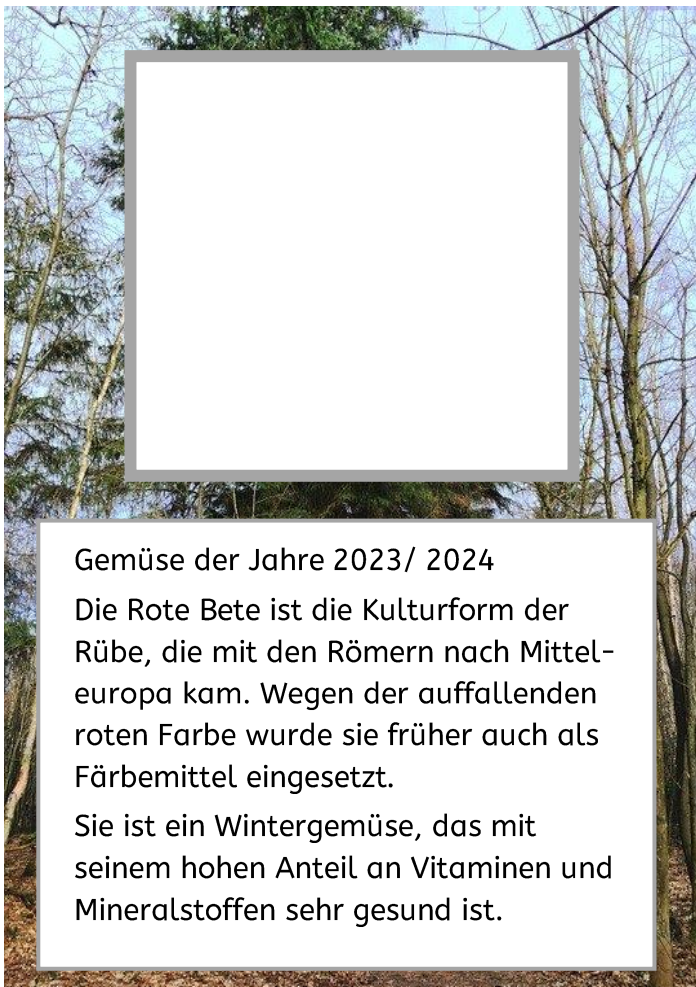 Gemüse der Jahre 2023/ 2024
Die Rote Bete ist die Kulturform der
Rübe, die mit den Römern nach Mittel-
europa kam. Wegen der auffallenden
roten Farbe wurde sie früher auch als
Färbemittel eingesetzt.
Sie ist ein Wintergemüse, das mit
seinem hohen Anteil an Vitaminen und
Mineralstoffen sehr gesund ist.